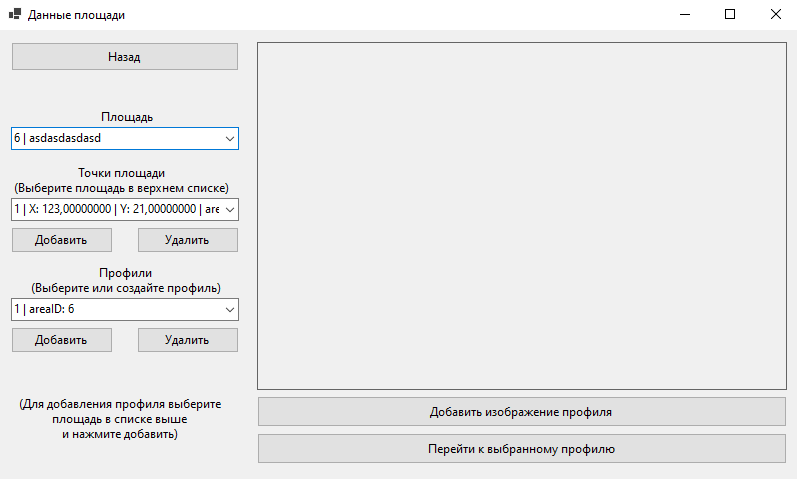 Данные площади
Назад
Площадь
6 | asdasdasdasd
Точки площади
(Выберите площадь в верхнем списке)
1 | X: 123,00000000 | Y: 21,00000000 | are
Добавить
Удалить
Профили
(Выберите или создайте профиль)
1 | areaID: 6
Добавить
Удалить
(Для добавления профиля выберите
площадь в списке выше
и нажмите добавить)
Добавить изображение профиля
Перейти к выбранному профилю